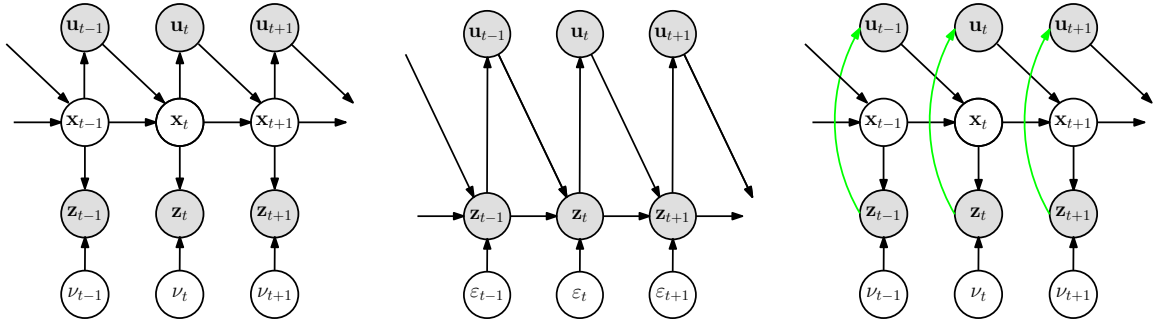 u_{t-1} u_t u_{t+1} u_{t-1} u_t u_{t+1} u_{t-1} u_t u_{t+1}
x_{t-1} x_t x_{t+1} x_{t-1} x_t x_{t+1}
z_{t-1} z_t z_{t+1} z_{t-1} z_t z_{t+1} z_{t-1} z_t z_{t+1}
ν_{t-1} ν_t ν_{t+1} ε_{t-1} ε_t ε_{t+1} ν_{t-1} ν_t ν_{t+1}